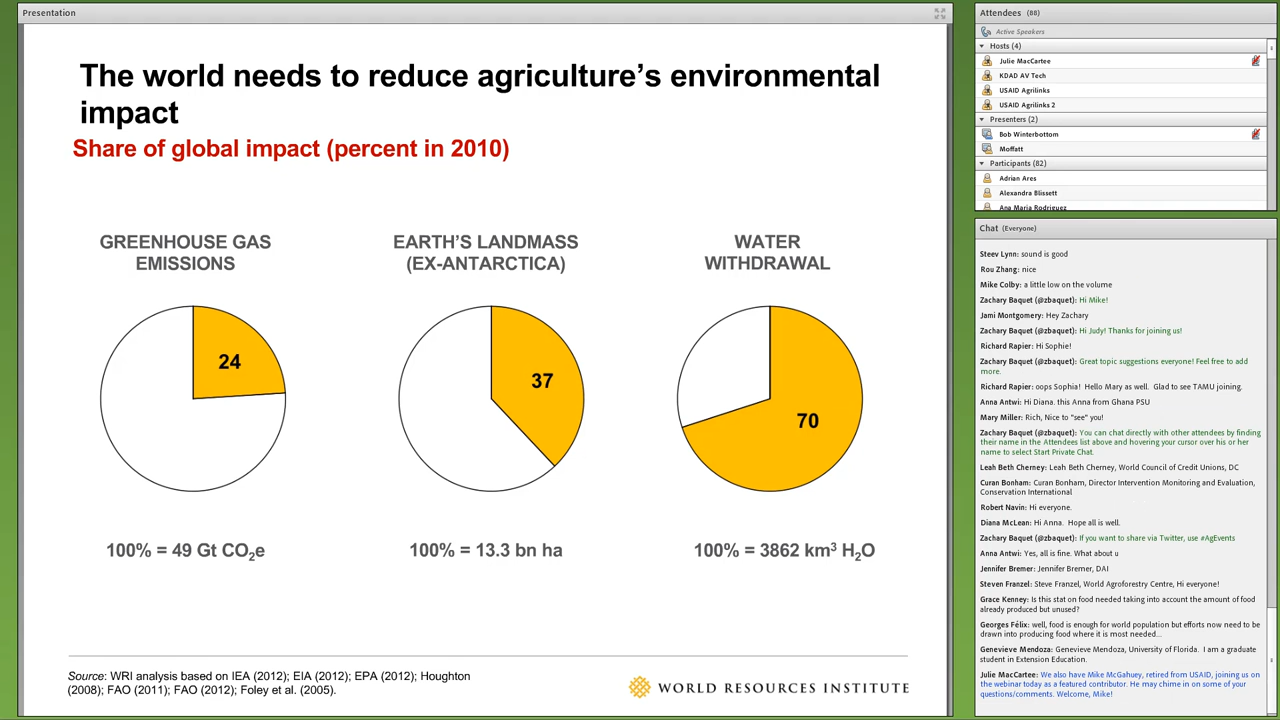 Presentation
The world needs to reduce agriculture's environmental
impact
Share of global impact (percent in 2010)
GREENHOUSE GAS
EMISSIONS
24
100% = 49 Gt CO₂e
EARTH'S LANDMASS
(EX-ANTARCTICA)
37
100% = 13.3 bn ha
WATER
WITHDRAWAL
70
100% = 3862 km³ H₂O
Source: WRI analysis based on IEA (2012); EIA (2012); EPA (2012); Houghton
(2008); FAO (2011); FAO (2012); Foley et al. (2005).
WORLD RESOURCES INSTITUTE
Attendees (88)
Active Speakers
Hosts (4)
Julie MacCartee
KDAD AV Tech
USAID Agrilinks
USAID Agrilinks 2
Presenters (2)
Bob Winterbottom
Moffatt
Participants (82)
Adrian Ares
Alexandra Blissett
Ana Maria Rodriguez
Chat (Everyone)
Steev Lynn: sound is good
Rou Zhang: nice
Mike Colby: a little low on the volume
Zachary Baquet (@zbaquet): Hi Mike!
Jami Montgomery: Hey Zachary
Zachary Baquet (@zbaquet): Hi Judy! Thanks for joining us!
Richard Rapier: Hi Sophie!
Zachary Baquet (@zbaquet): Great topic suggestions everyone! Feel free to add
more.
Richard Rapier: oops Sophia! Hello Mary as well. Glad to see TAMU joining.
Anna Antwi: Hi Diana. this Anna from Ghana PSU
Mary Miller: Rich, Nice to "see" you!
Zachary Baquet (@zbaquet): You can chat directly with other attendees by finding
their name in the Attendees list above and hovering your cursor over his or her
name to select Start Private Chat.
Leah Beth Cherney: Leah Beth Cherney, World Council of Credit Unions, DC
Curan Bonham: Curan Bonham, Director Intervention Monitoring and Evaluation,
Conservation International
Robert Navin: Hi everyone.
Diana McLean: Hi Anna. Hope all is well.
Zachary Baquet (@zbaquet): If you want to share via Twitter, use #AgEvents
Anna Antwi: Yes, all is fine. What about u
Jennifer Bremer: Jennifer Bremer, DAI
Steven Franzel: Steve Franzel, World Agroforestry Centre, Hi everyone!
Grace Kenney: Is this stat on food needed taking into account the amount of food
already produced but unused?
Georges Félix: well, food is enough for world population but efforts now need to be
drawn into producing food where it is most needed...
Genevieve Mendoza: Genevieve Mendoza, University of Florida. I am a graduate
student in Extension Education.
Julie MacCartee: We also have Mike McGahuey, retired from USAID, joining us on
the webinar today as a featured contributor. He may chime in on some of your
questions/comments. Welcome, Mike!